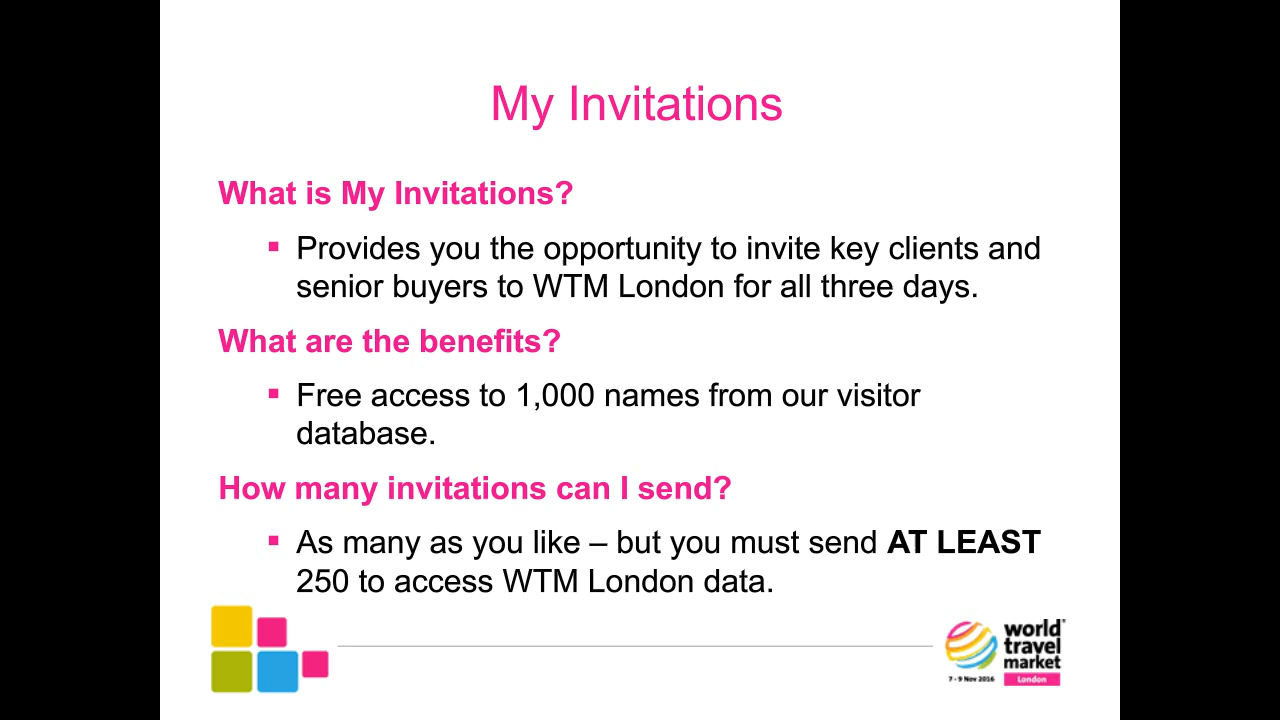 My Invitations
What is My Invitations?
▪ Provides you the opportunity to invite key clients and
senior buyers to WTM London for all three days.
What are the benefits?
▪ Free access to 1,000 names from our visitor
database.
How many invitations can I send?
▪ As many as you like – but you must send AT LEAST
250 to access WTM London data.
world
travel
market
7 - 9 Nov 2016
London